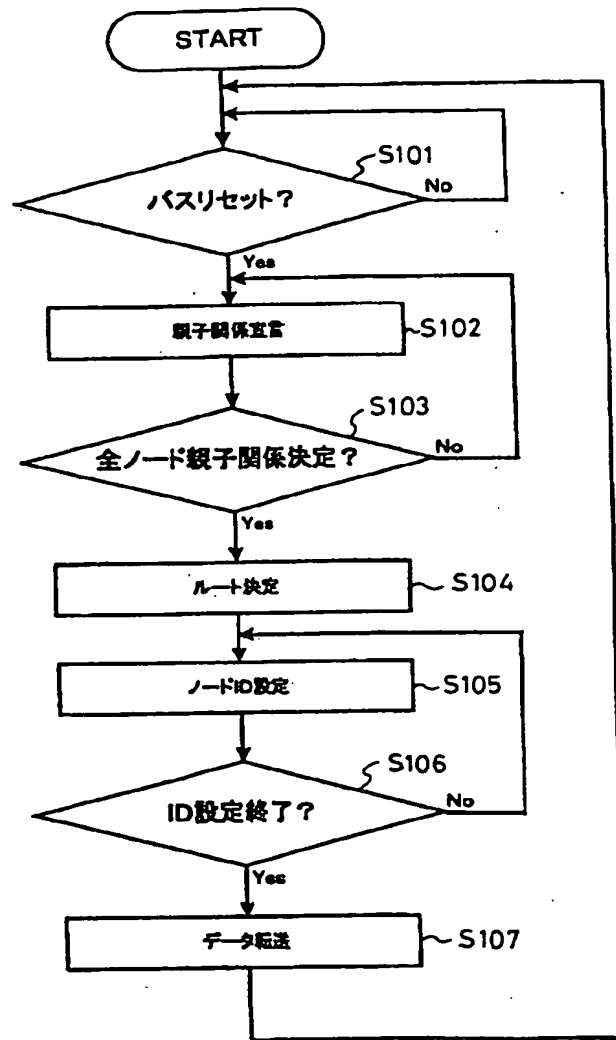 START
S101
バスリセット?
No
Yes
親子関係宣言
S102
S103
全ノード親子関係決定?
No
Yes
ルート決定
S104
ノードID設定
S105
S106
ID設定終了?
No
Yes
データ転送
S107